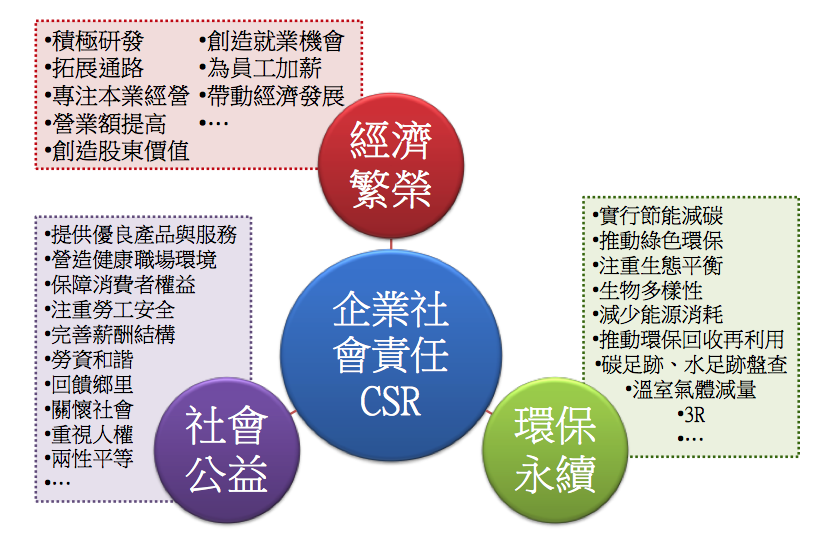 •積極研發
•拓展通路
•專注本業經營
•營業額提高
•創造股東價值
•創造就業機會
•為員工加薪
•帶動經濟發展
•…
經濟
繁榮
•提供優良產品與服務
•營造健康職場環境
•保障消費者權益
•注重勞工安全
•完善薪酬結構
•勞資和諧
•回饋鄉里
•關懷社會
•重視人權
•兩性平等
•…
企業社
會責任
CSR
社會
公益
•實行節能減碳
•推動綠色環保
•注重生態平衡
•生物多樣性
•減少能源消耗
•推動環保回收再利用
•碳足跡、水足跡盤查
•溫室氣體減量
•3R
•…
環保
永續